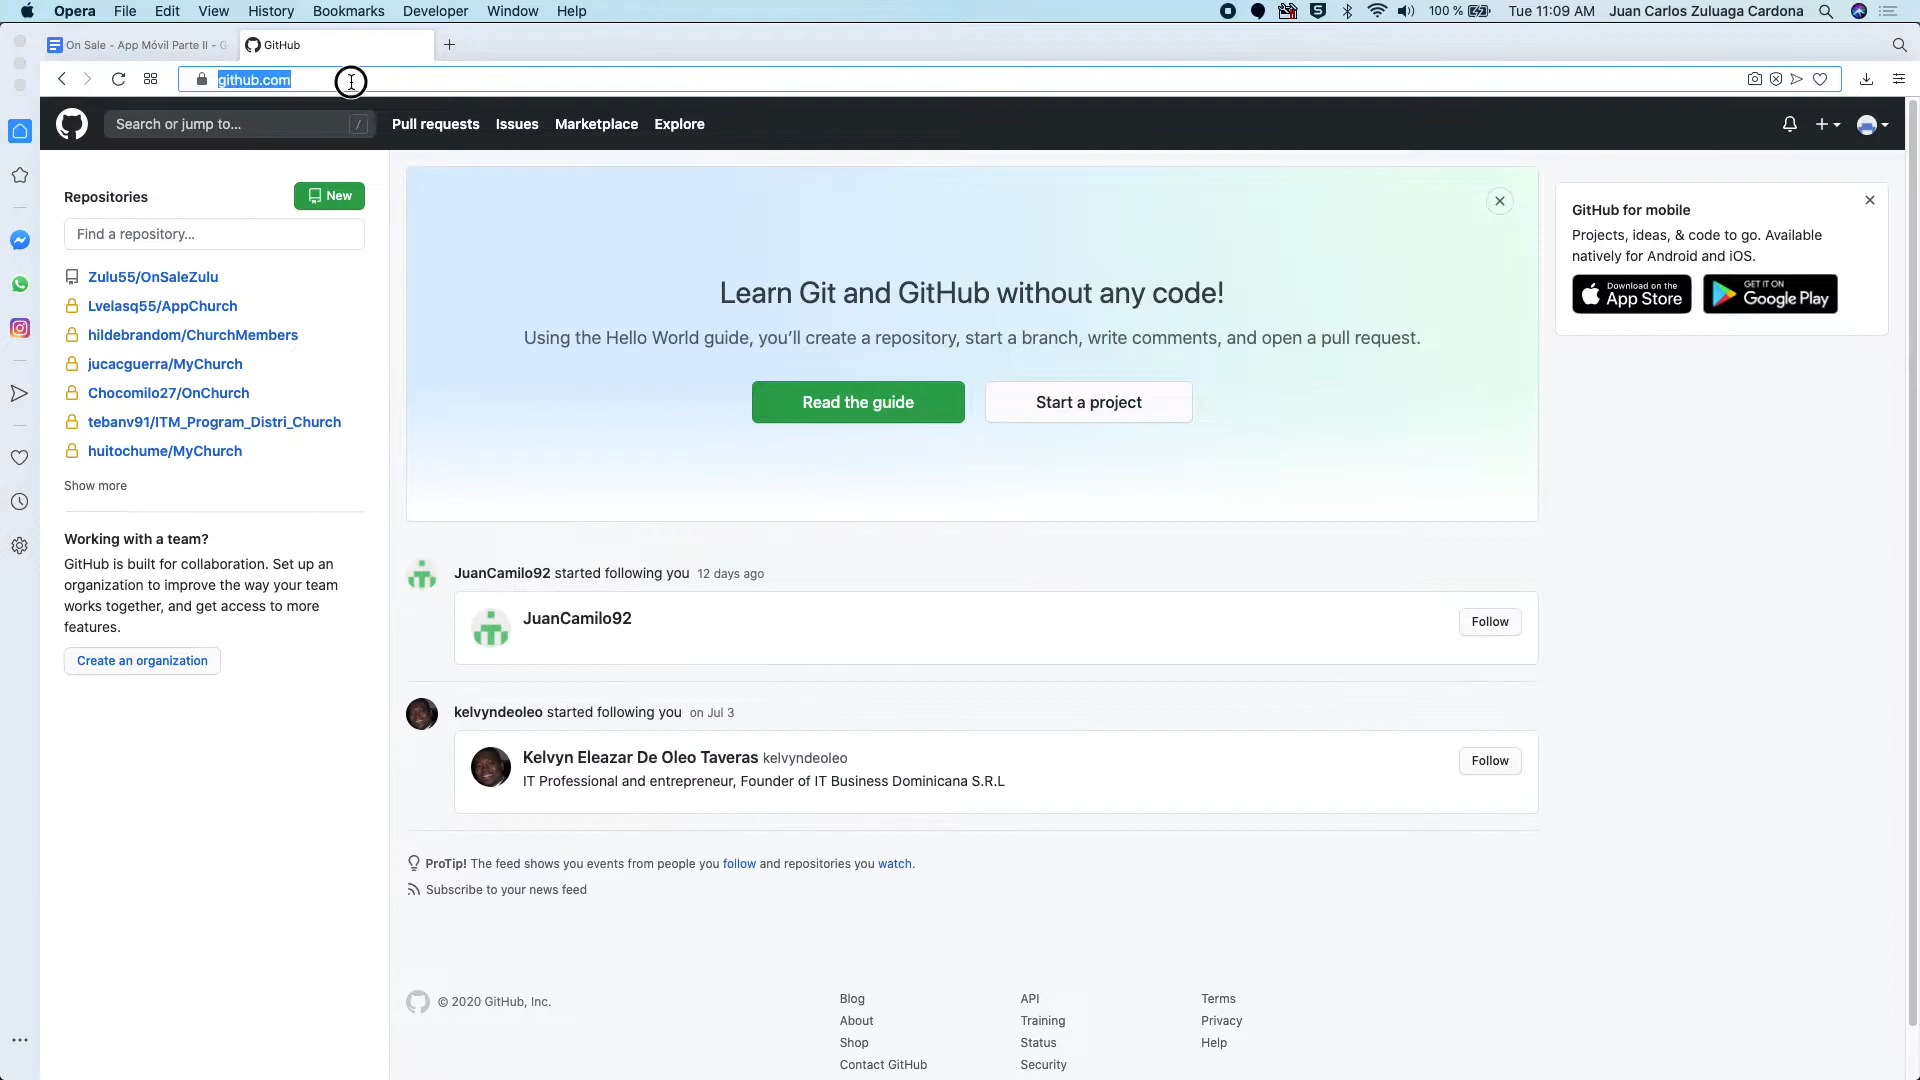 Opera File Edit View History Bookmarks Developer Window Help 100 % Tue 11:09 AM Juan Carlos Zuluaga Cardona
On Sale - App Móvil Parte II - G GitHub
github.com
Search or jump to... / Pull requests Issues Marketplace Explore
Repositories New
Find a repository...
Zulu55/OnSaleZulu
Lvelasq55/AppChurch
hildebrandom/ChurchMembers
jucacguerra/MyChurch
Chocomilo27/OnChurch
tebanv91/ITM_Program_Distri_Church
huitochume/MyChurch
Show more
Working with a team?
GitHub is built for collaboration. Set up an
organization to improve the way your team
works together, and get access to more
features.
Create an organization
Learn Git and GitHub without any code!
Using the Hello World guide, you’ll create a repository, start a branch, write comments, and open a pull request.
Read the guide Start a project
JuanCamilo92 started following you 12 days ago
JuanCamilo92 Follow
kelvyndeoleo started following you on Jul 3
Kelvyn Eleazar De Oleo Taveras kelvyndeoleo
IT Professional and entrepreneur, Founder of IT Business Dominicana S.R.L
Follow
ProTip! The feed shows you events from people you follow and repositories you watch.
Subscribe to your news feed
GitHub for mobile
Projects, ideas, & code to go. Available
natively for Android and iOS.
Download on the
App Store
GET IT ON
Google Play
© 2020 GitHub, Inc.
Blog
About
Shop
Contact GitHub
API
Training
Status
Security
Terms
Privacy
Help